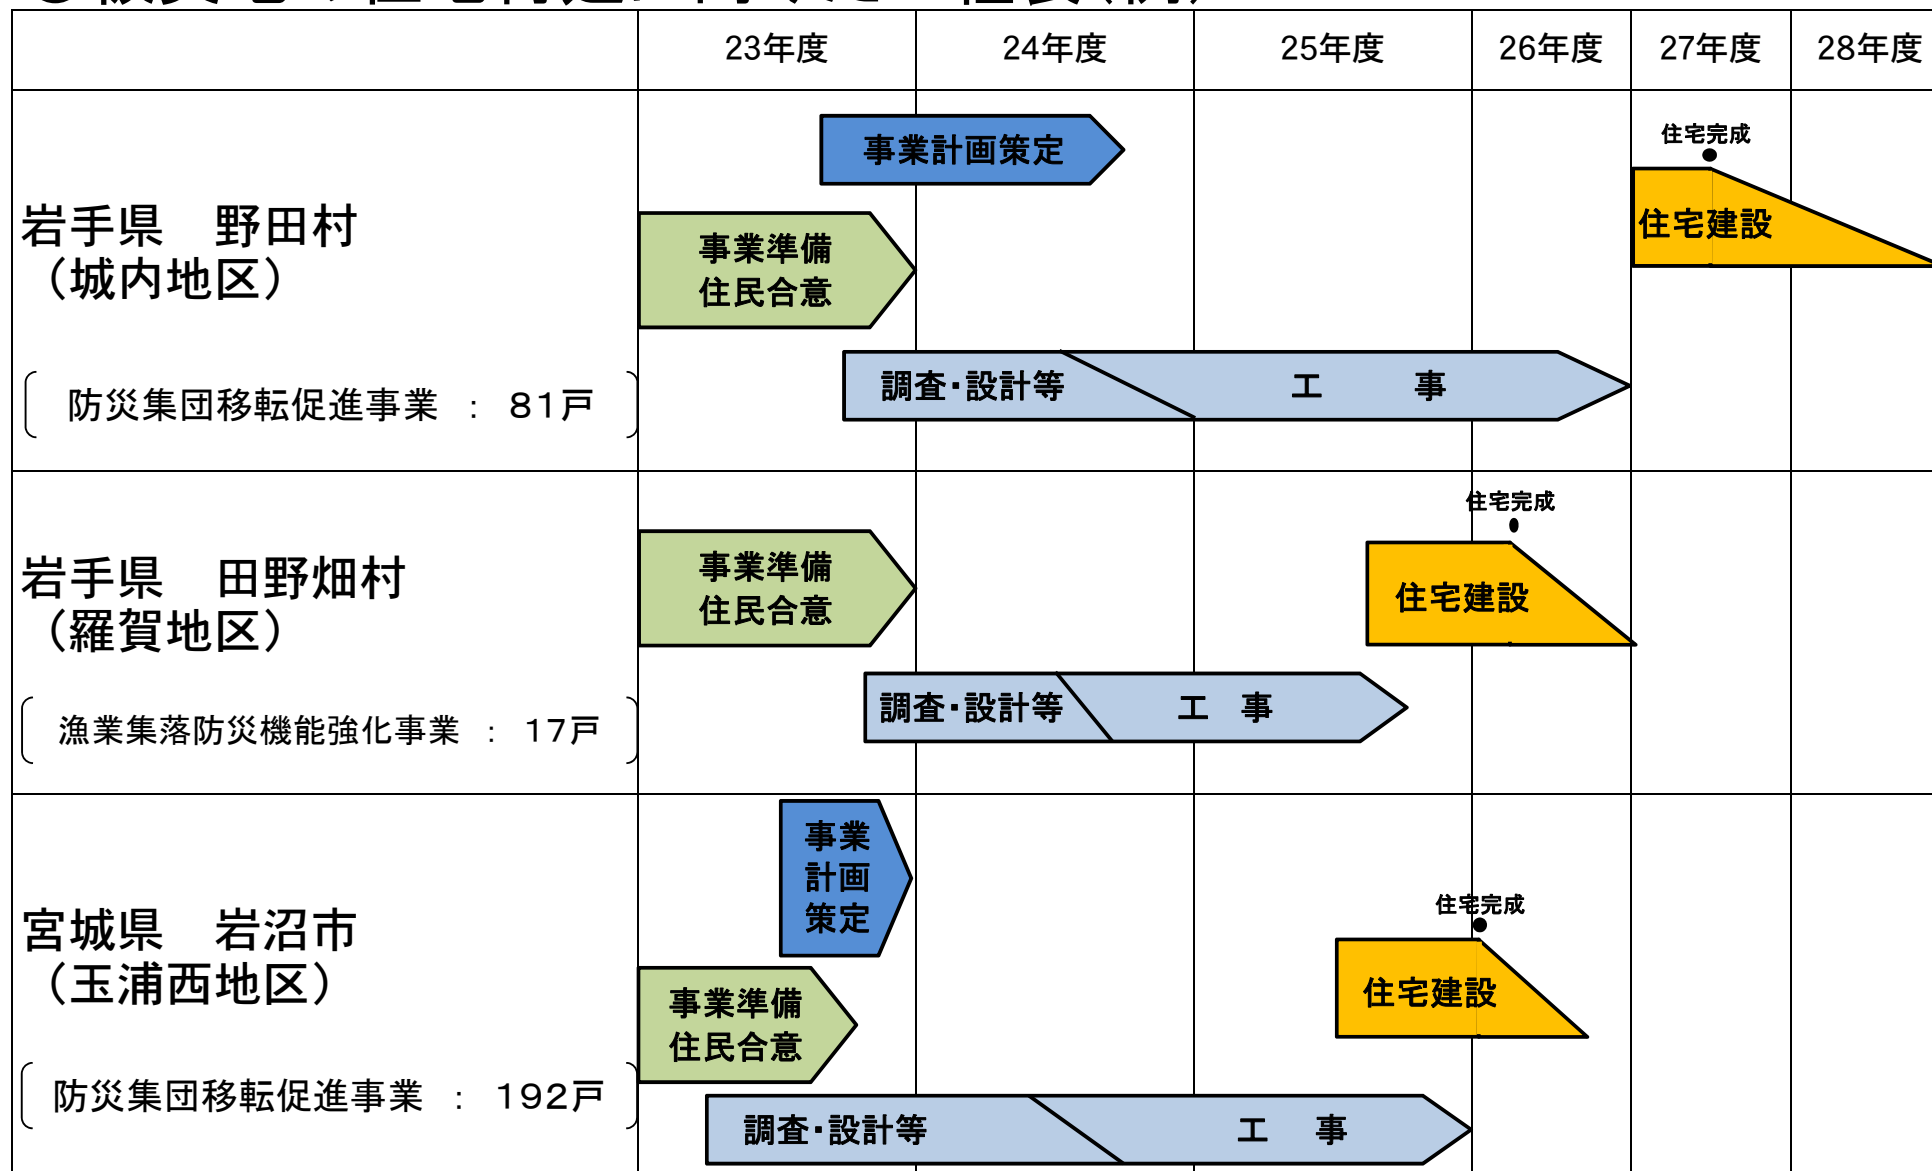 23年度 24年度 25年度 26年度 27年度 28年度
事業計画策定
住宅完成
岩手県　野田村
（城内地区）
事業準備
住民合意
住宅建設
防災集団移転促進事業 ： 81戸
調査・設計等
工　　事
住宅完成
岩手県　田野畑村
（羅賀地区）
事業準備
住民合意
住宅建設
漁業集落防災機能強化事業 ： 17戸
調査・設計等
工　事
事業
計画
策定
住宅完成
宮城県　岩沼市
（玉浦西地区）
事業準備
住民合意
住宅建設
防災集団移転促進事業 ： 192戸
調査・設計等
工　事